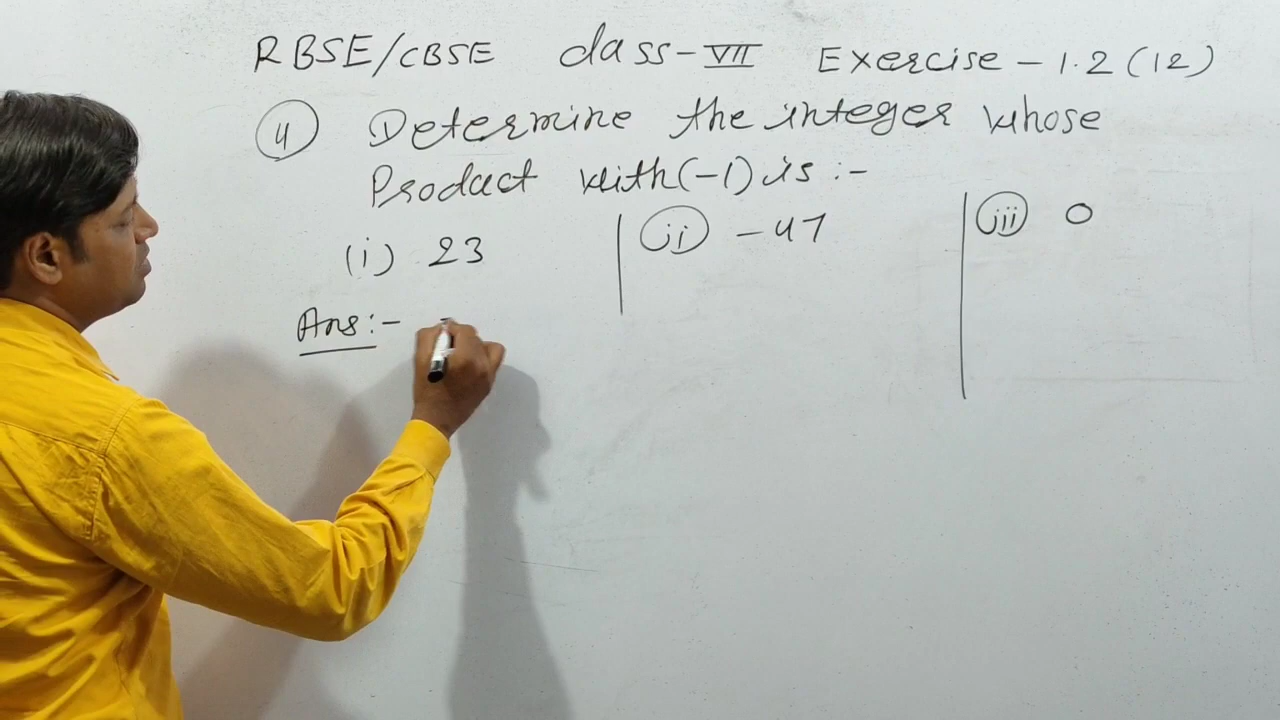 RBSE/CBSE class-VII Exercise-1.2(12)
4 Determine the integer whose
Product with(-1) is :-
(i) 23
(ii) -47
(iii) 0
Ans:- -